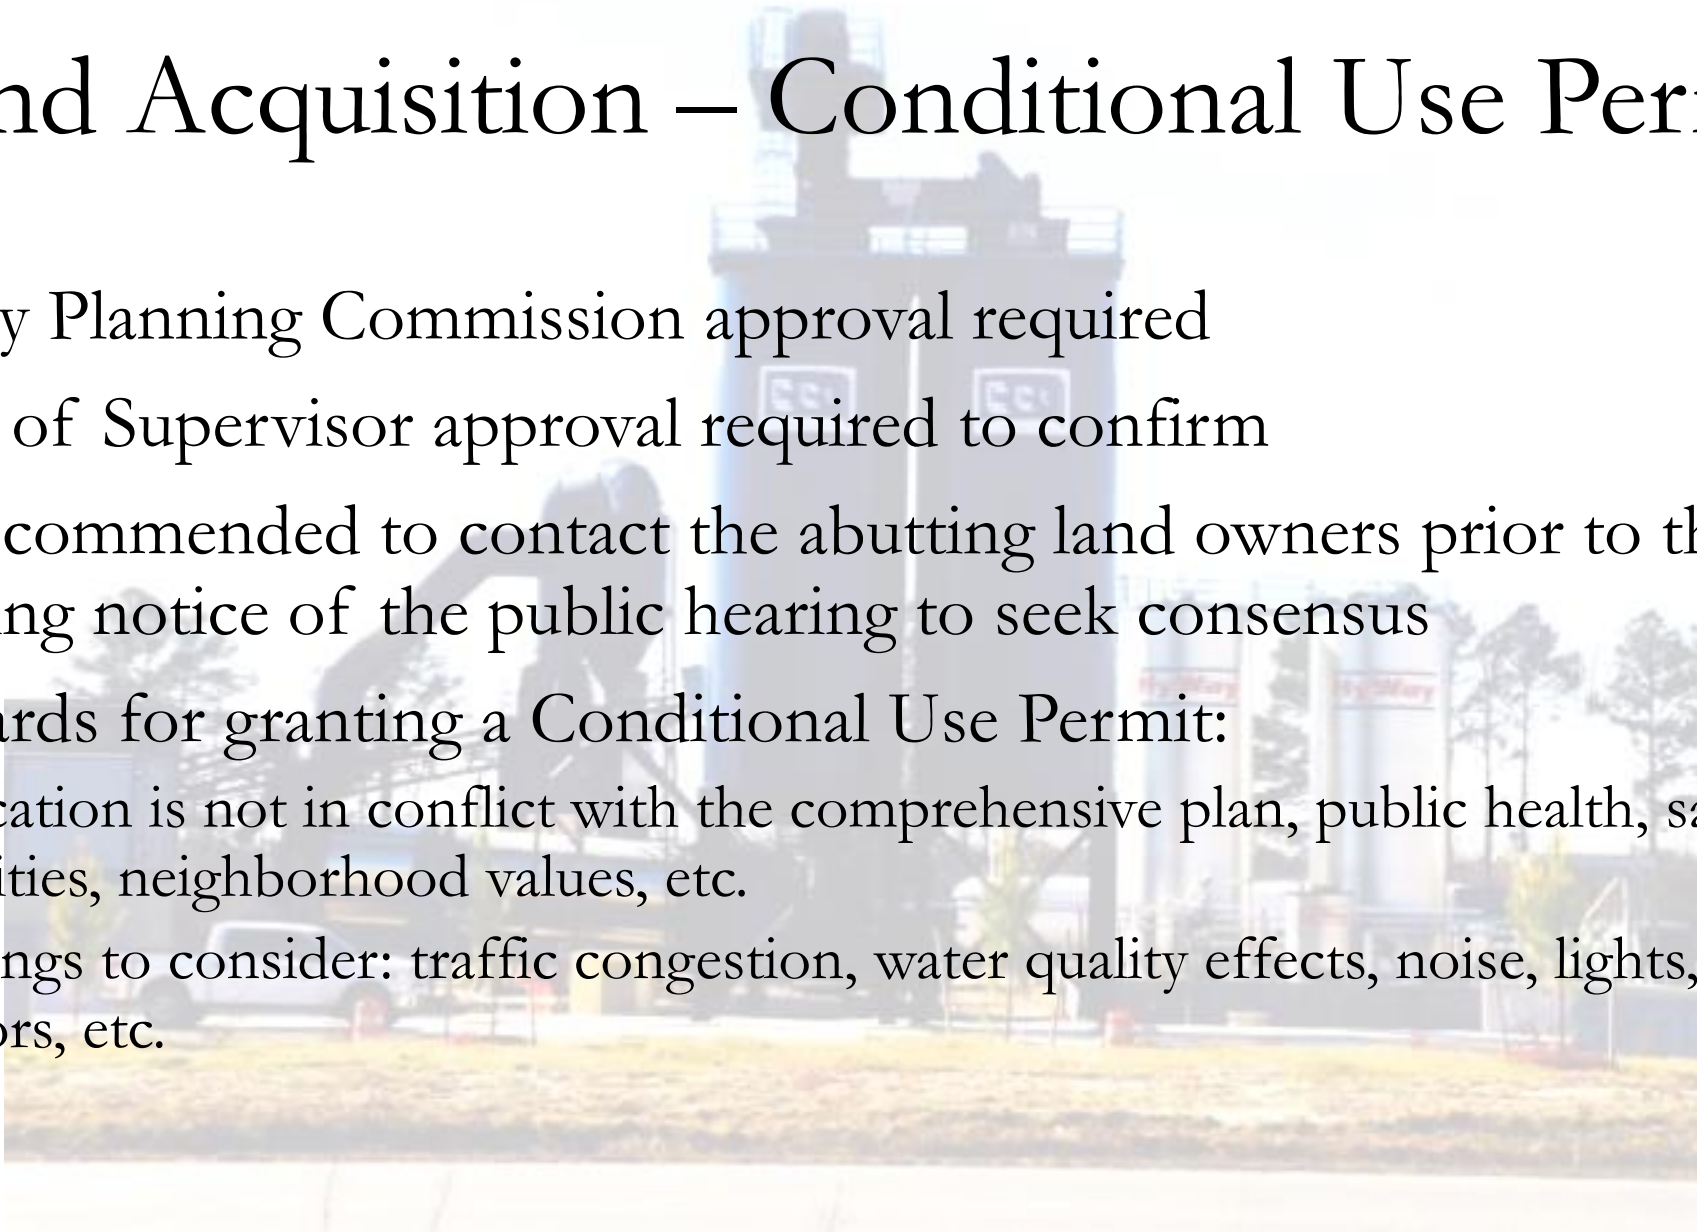 nd Acquisition – Conditional Use Per
y Planning Commission approval required
of Supervisor approval required to confirm
commended to contact the abutting land owners prior to th
ing notice of the public hearing to seek consensus
ards for granting a Conditional Use Permit:
cation is not in conflict with the comprehensive plan, public health, sa
ities, neighborhood values, etc.
ngs to consider: traffic congestion, water quality effects, noise, lights,
ors, etc.